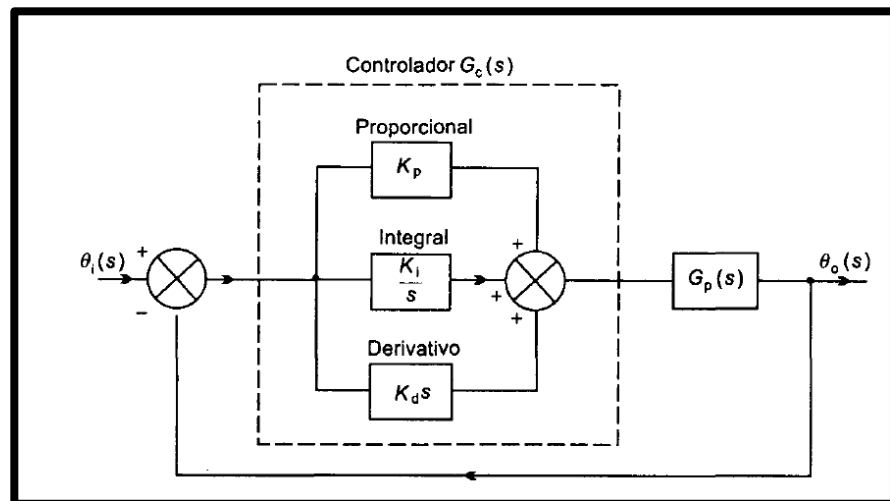 Controlador G_c(s)
Proporcional
K_p
θ_i(s)
+
−
Integral
K_i
s
+
+
+
G_p(s)
θ_o(s)
Derivativo
K_d s